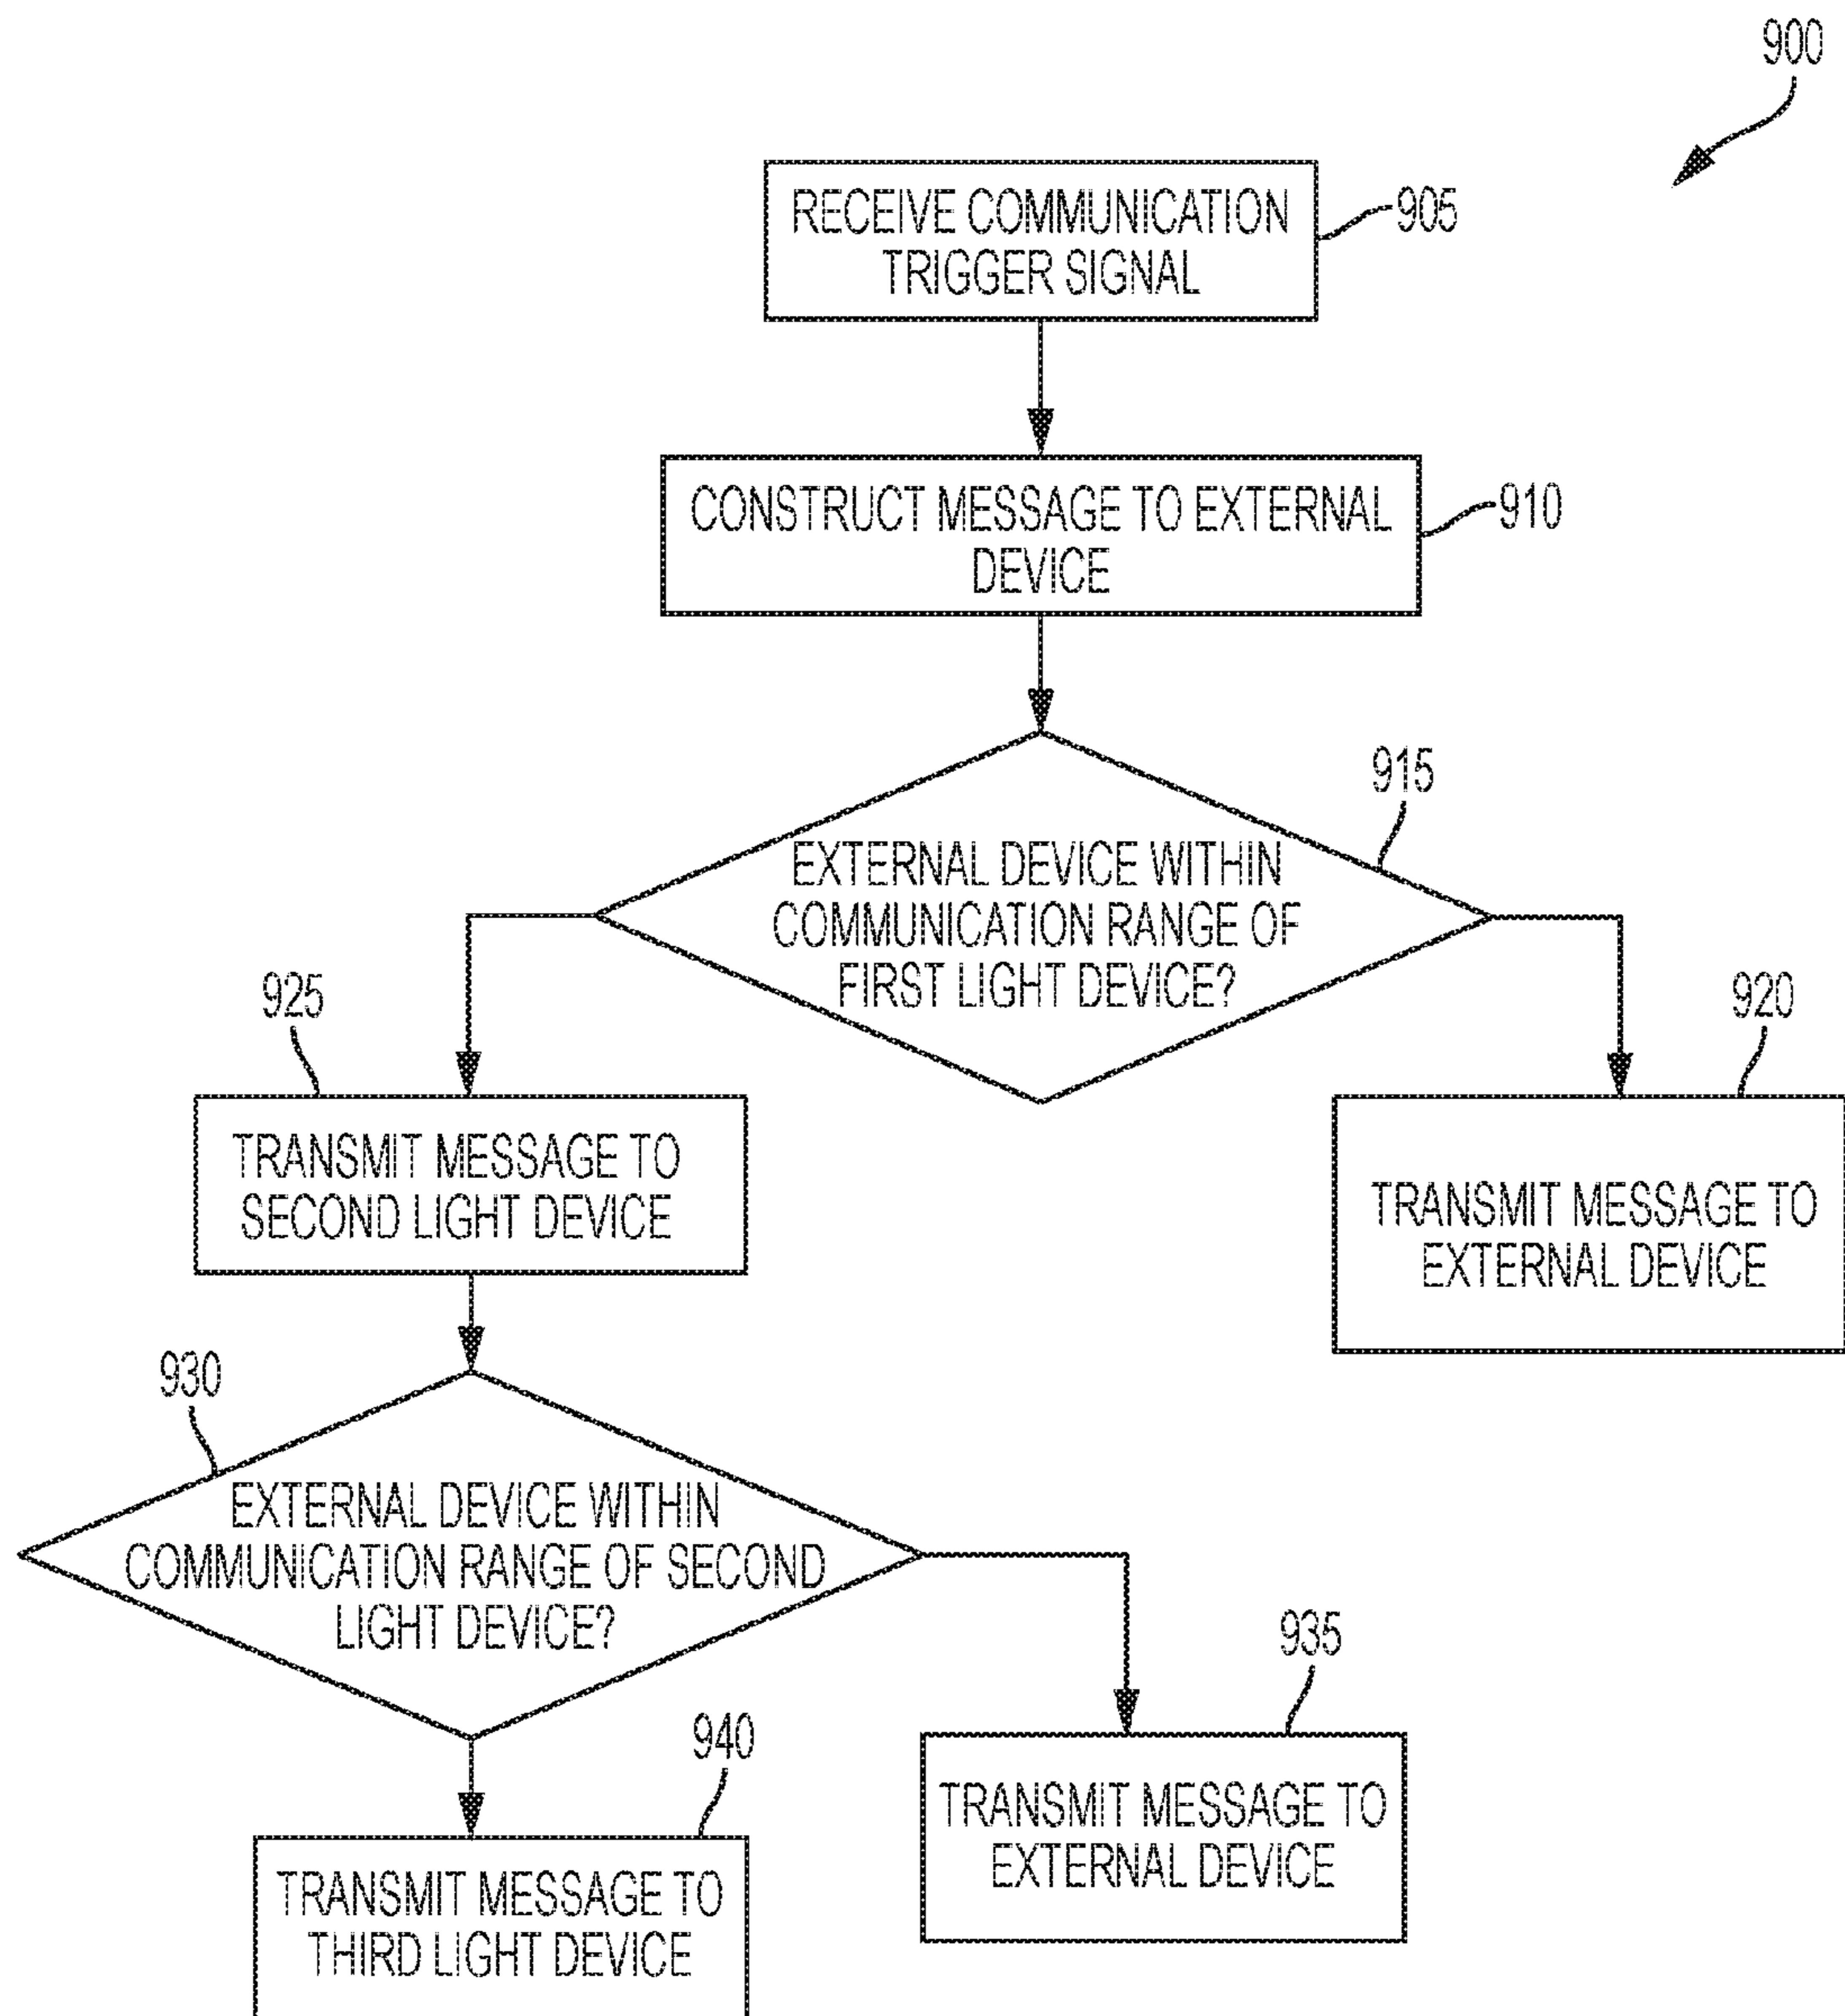 900
RECEIVE COMMUNICATION
TRIGGER SIGNAL
905
CONSTRUCT MESSAGE TO EXTERNAL
DEVICE
910
915
EXTERNAL DEVICE WITHIN
COMMUNICATION RANGE OF
FIRST LIGHT DEVICE?
925
920
TRANSMIT MESSAGE TO
SECOND LIGHT DEVICE
TRANSMIT MESSAGE TO
EXTERNAL DEVICE
930
EXTERNAL DEVICE WITHIN
COMMUNICATION RANGE OF SECOND
LIGHT DEVICE?
935
940
TRANSMIT MESSAGE TO
EXTERNAL DEVICE
TRANSMIT MESSAGE TO
THIRD LIGHT DEVICE